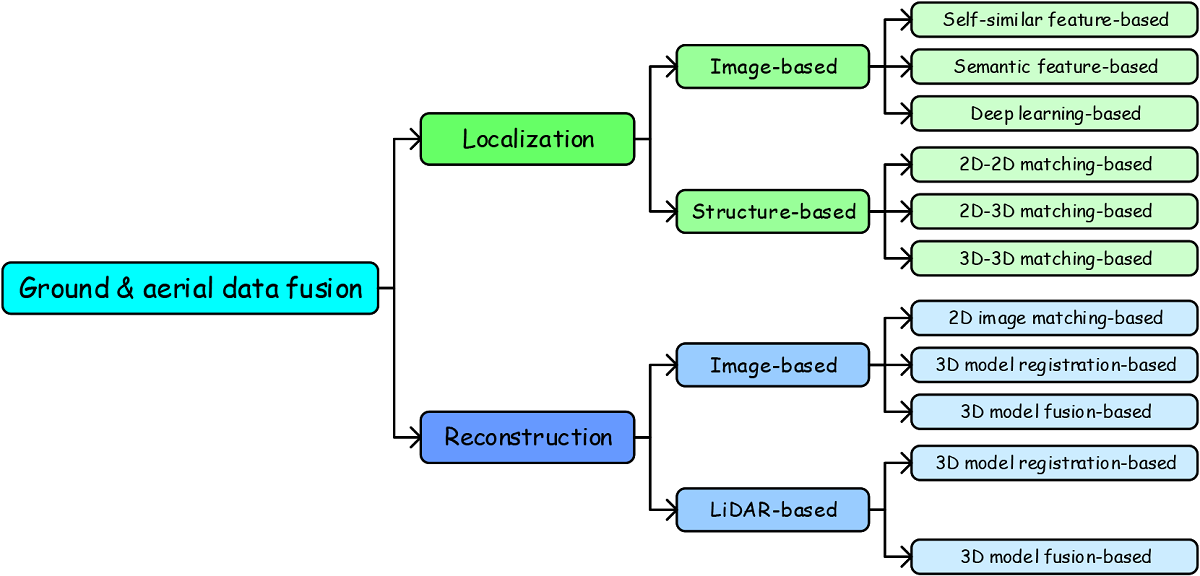 Ground & aerial data fusion
Localization
Image-based
Self-similar feature-based
Semantic feature-based
Deep learning-based
Structure-based
2D-2D matching-based
2D-3D matching-based
3D-3D matching-based
Reconstruction
Image-based
2D image matching-based
3D model registration-based
3D model fusion-based
LiDAR-based
3D model registration-based
3D model fusion-based